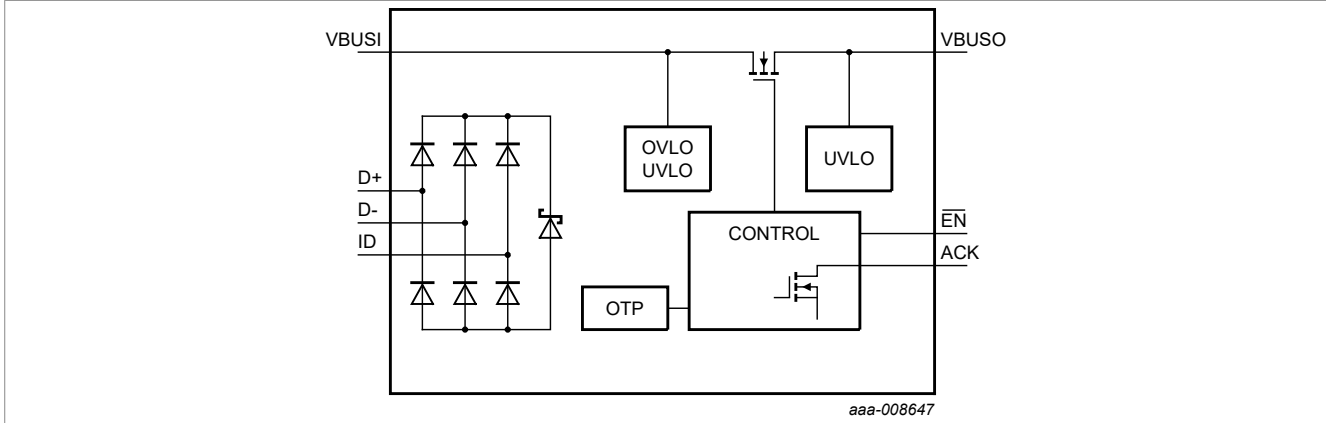 VBUSI
VBUSO
OVLO
UVLO
UVLO
D+
D-
ID
CONTROL
EN
ACK
OTP
aaa-008647